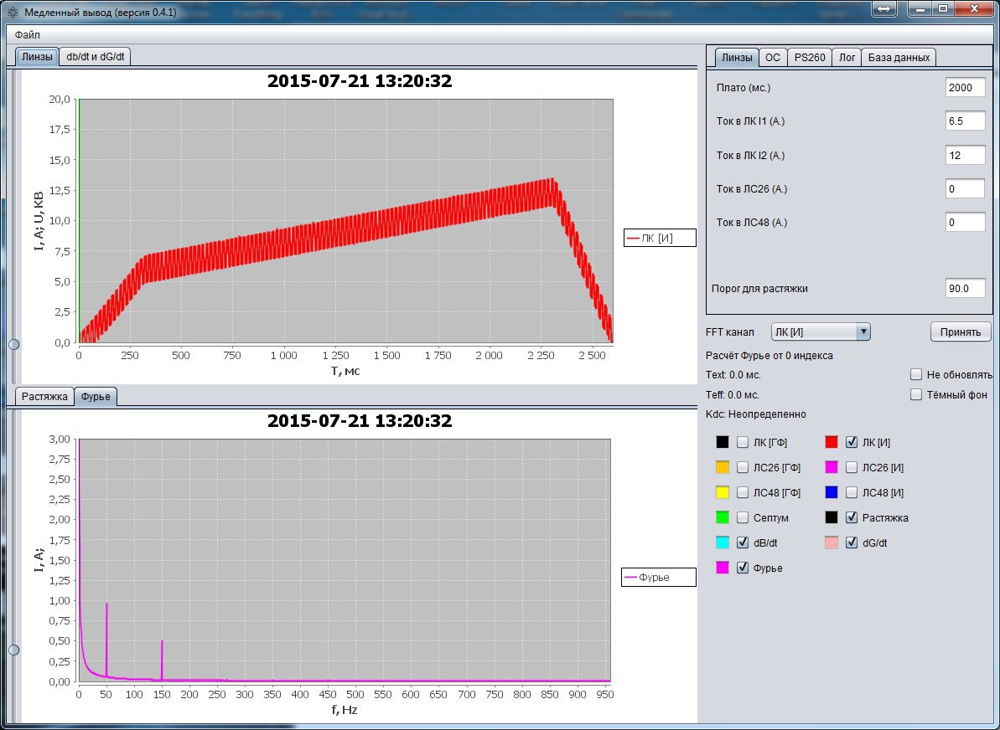 Медленный вывод (версия 0.4.1)
Файл
Линзы db/dt и dG/dt
2015-07-21 13:20:32
20,0
17,5
15,0
12,5
10,0
7,5
5,0
2,5
0,0
I, A; U, КВ
0 250 500 750 1 000 1 250 1 500 1 750 2 000 2 250 2 500
T, мс
ЛК [И]
Растяжка Фурье
2015-07-21 13:20:32
3,00
2,75
2,50
2,25
2,00
1,75
1,50
1,25
1,00
0,75
0,50
0,25
0,00
I, A;
0 50 100 150 200 250 300 350 400 450 500 550 600 650 700 750 800 850 900 950
f, Hz
Фурье
Линзы ОС PS260 Лог База данных
Плато (мс.) 2000
Ток в ЛК I1 (А.) 6.5
Ток в ЛК I2 (А.) 12
Ток в ЛС26 (А.) 0
Ток в ЛС48 (А.) 0
Порог для растяжки 90.0
FFT канал ЛК [И] Принять
Расчёт Фурье от 0 индекса
Text: 0.0 мс. Не обновлять
Teff: 0.0 мс. Тёмный фон
Kdc: Неопределенно
ЛК [ГФ] ЛК [И]
ЛС26 [ГФ] ЛС26 [И]
ЛС48 [ГФ] ЛС48 [И]
Септум Растяжка
dB/dt dG/dt
Фурье